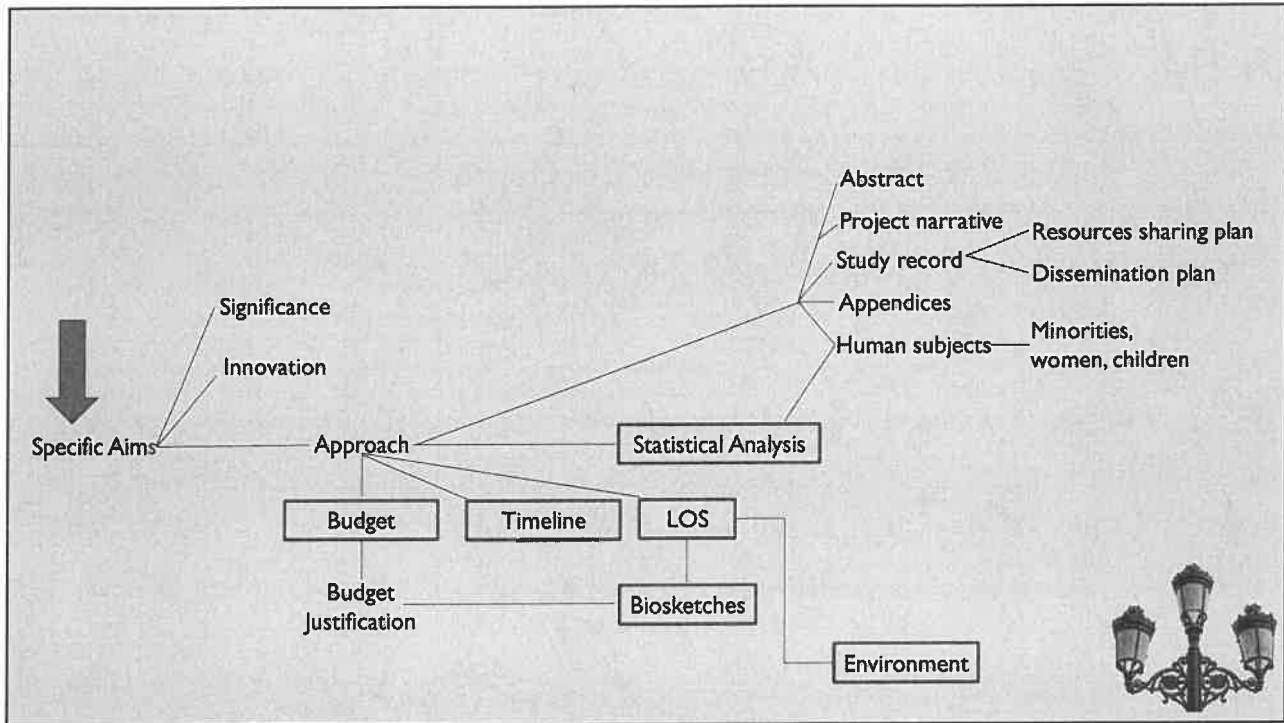 Abstract
Project narrative
Resources sharing plan
Study record
Dissemination plan
Significance
Appendices
Human subjects
Minorities,
women, children
Innovation
Specific Aims
Approach
Statistical Analysis
Budget
Timeline
LOS
Budget
Justification
Biosketches
Environment